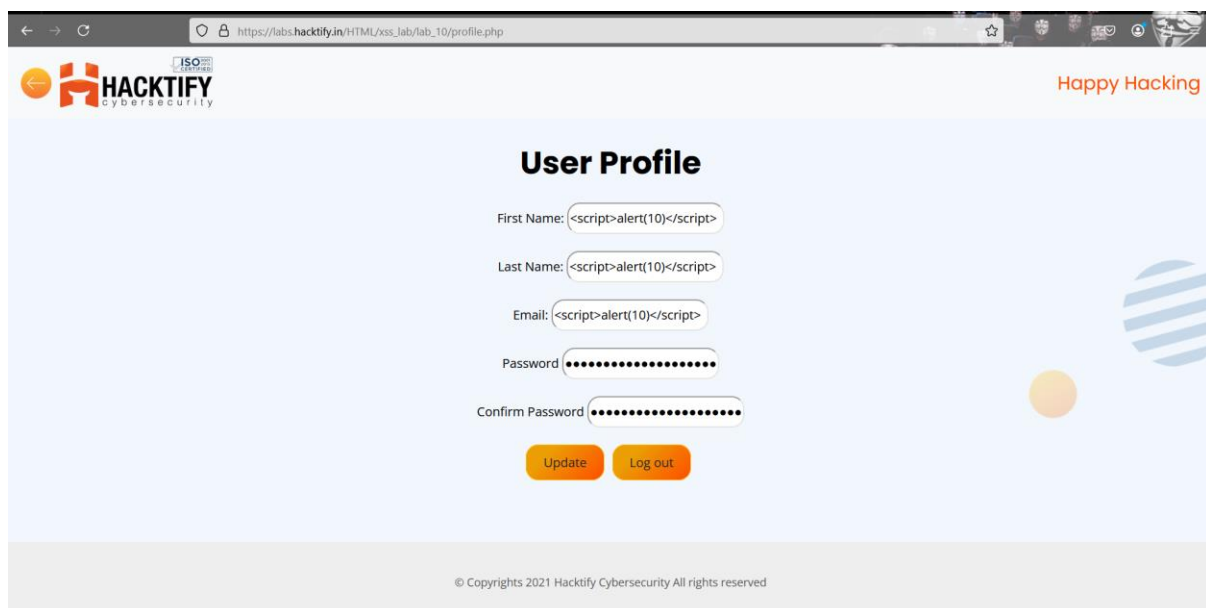 https://labs.hacktify.in/HTML/xss_lab/lab_10/profile.php
ISO
CERTIFIED
HACKTIFY
cybersecurity
Happy Hacking
User Profile
First Name: <script>alert(10)</script>
Last Name: <script>alert(10)</script>
Email: <script>alert(10)</script>
Password ••••••••••••••••••••
Confirm Password ••••••••••••••••••••
Update Log out
© Copyrights 2021 Hacktify Cybersecurity All rights reserved